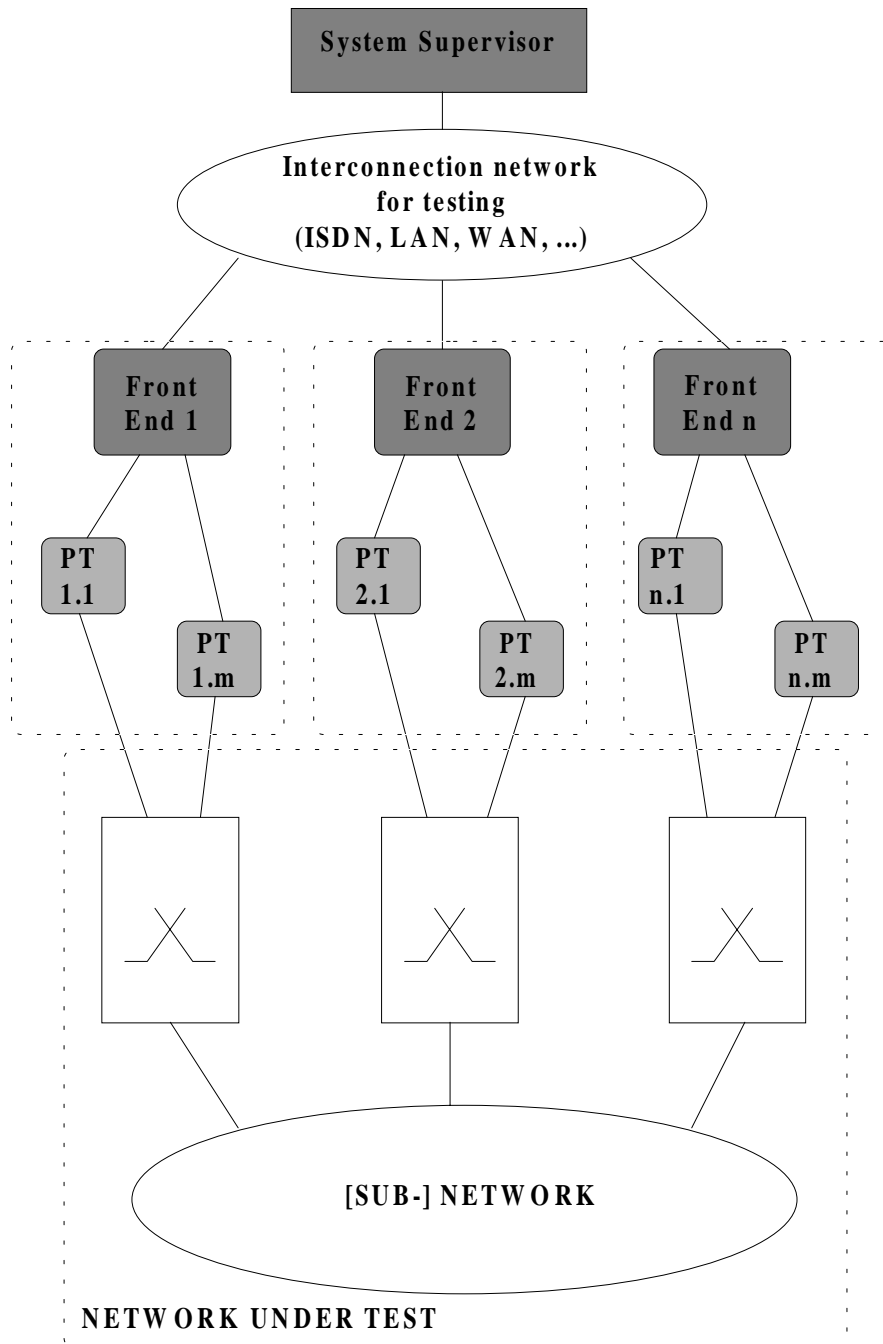 System Supervisor
Interconnection network
for testing
(ISDN, LAN, WAN, ...)
Front
End 1
Front
End 2
Front
End n
PT
1.1
PT
2.1
PT
n.1
PT
1.m
PT
2.m
PT
n.m
[SUB-] NETWORK
NETWORK UNDER TEST